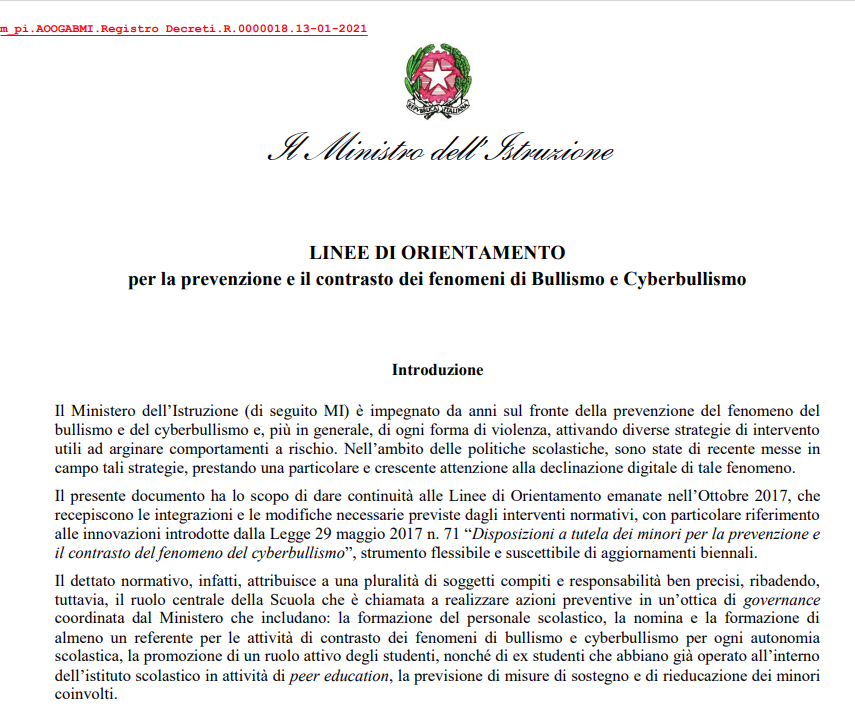 m_pi.AOOGABMI.Registro Decreti.R.0000018.13-01-2021
REPVBBLICA ITALIANA
Il Ministro dell'Istruzione
LINEE DI ORIENTAMENTO
per la prevenzione e il contrasto dei fenomeni di Bullismo e Cyberbullismo
Introduzione
Il Ministero dell’Istruzione (di seguito MI) è impegnato da anni sul fronte della prevenzione del fenomeno del
bullismo e del cyberbullismo e, più in generale, di ogni forma di violenza, attivando diverse strategie di intervento
utili ad arginare comportamenti a rischio. Nell’ambito delle politiche scolastiche, sono state di recente messe in
campo tali strategie, prestando una particolare e crescente attenzione alla declinazione digitale di tale fenomeno.
Il presente documento ha lo scopo di dare continuità alle Linee di Orientamento emanate nell’Ottobre 2017, che
recepiscono le integrazioni e le modifiche necessarie previste dagli interventi normativi, con particolare riferimento
alle innovazioni introdotte dalla Legge 29 maggio 2017 n. 71 “Disposizioni a tutela dei minori per la prevenzione e
il contrasto del fenomeno del cyberbullismo”, strumento flessibile e suscettibile di aggiornamenti biennali.
Il dettato normativo, infatti, attribuisce a una pluralità di soggetti compiti e responsabilità ben precisi, ribadendo,
tuttavia, il ruolo centrale della Scuola che è chiamata a realizzare azioni preventive in un’ottica di governance
coordinata dal Ministero che includano: la formazione del personale scolastico, la nomina e la formazione di
almeno un referente per le attività di contrasto dei fenomeni di bullismo e cyberbullismo per ogni autonomia
scolastica, la promozione di un ruolo attivo degli studenti, nonché di ex studenti che abbiano già operato all’interno
dell’istituto scolastico in attività di peer education, la previsione di misure di sostegno e di rieducazione dei minori
coinvolti.